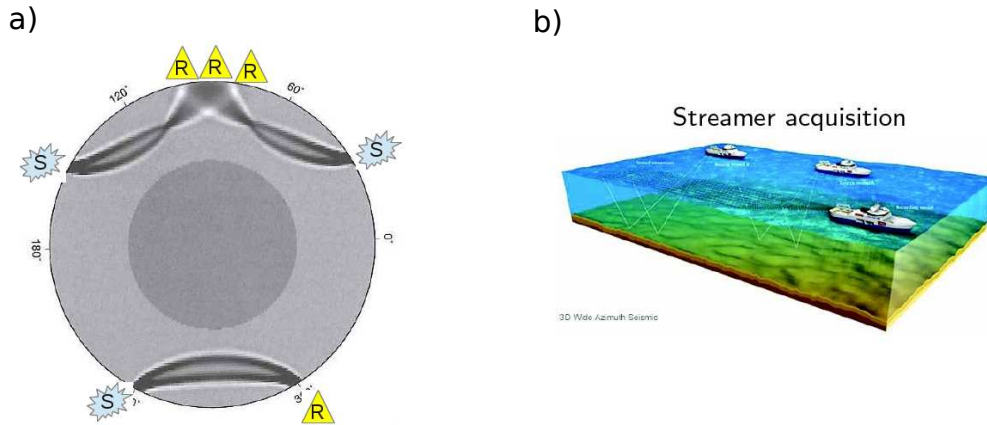 a)
b)
R R R
120°
60°
S
S
Streamer acquisition
180°
0°
S
R
3D Wide Azimuth Seismic